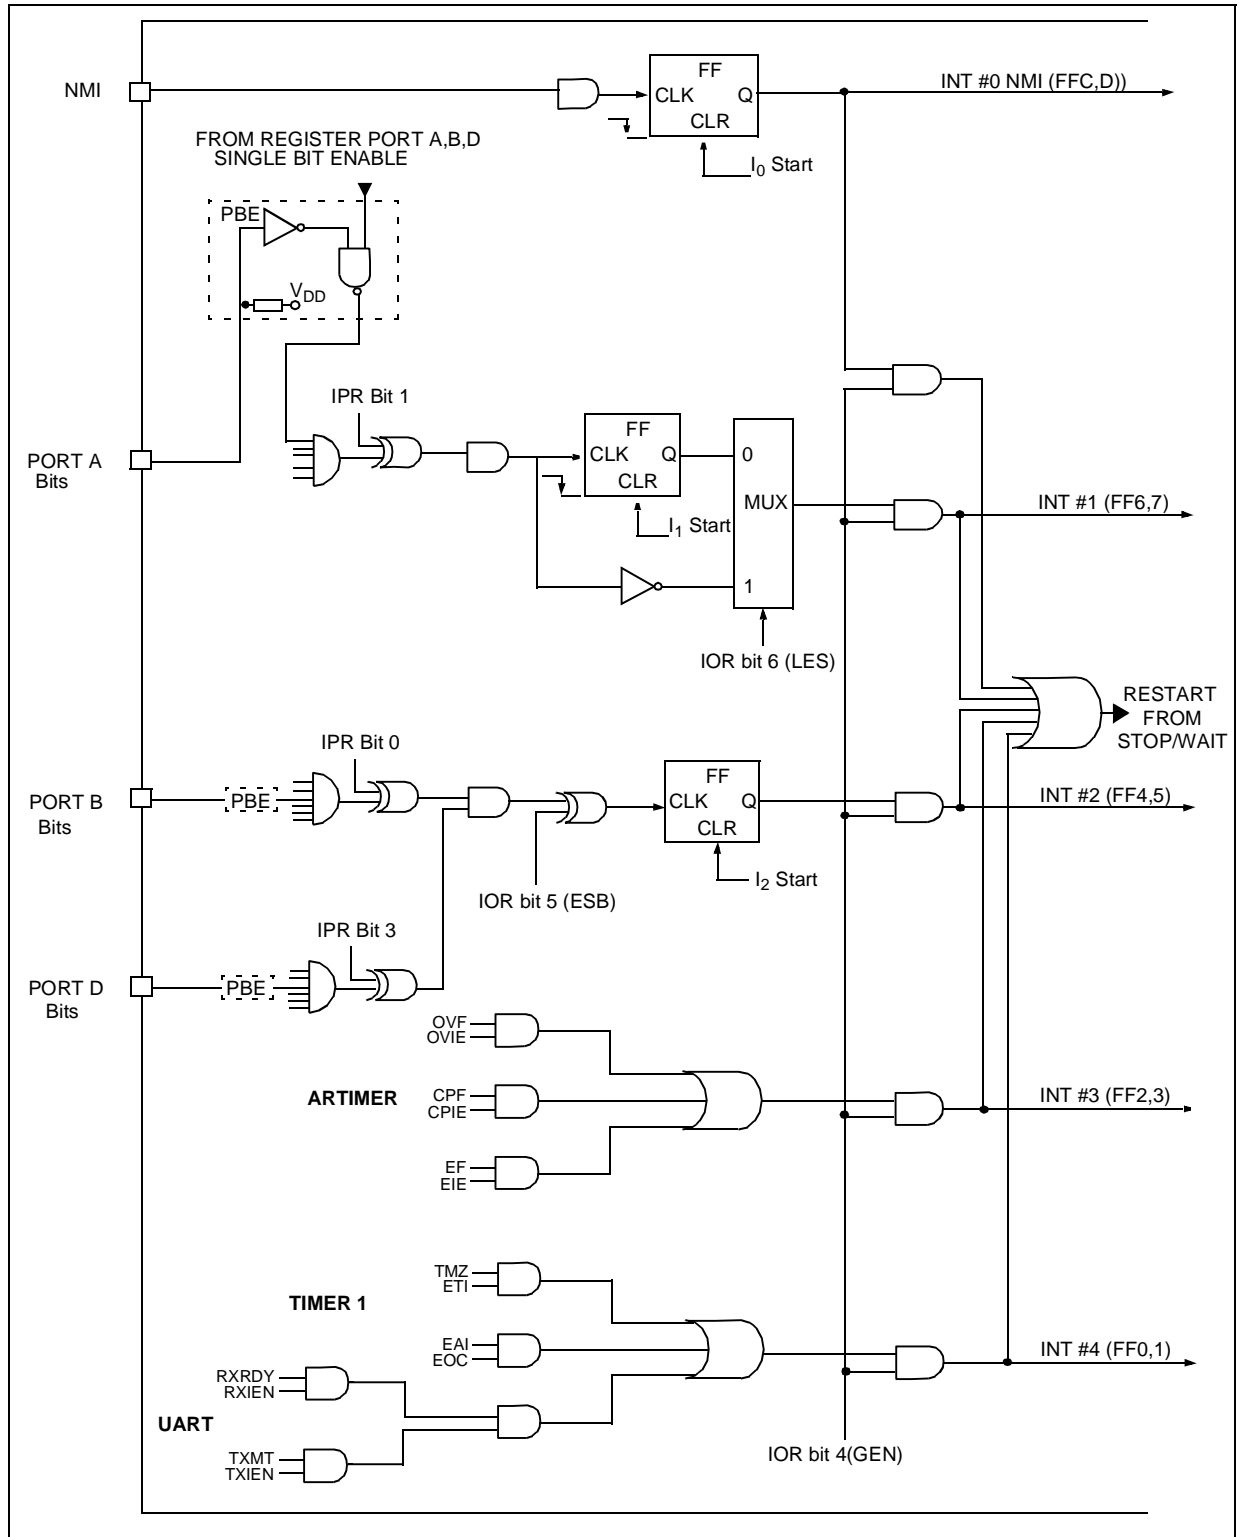 NMI
FF
CLK Q
CLR
INT #0 NMI (FFC,D))
I0 Start
FROM REGISTER PORT A,B,D
SINGLE BIT ENABLE
PBE
VDD
IPR Bit 1
PORT A
Bits
FF
CLK Q
CLR
I1 Start
0
MUX
1
INT #1 (FF6,7)
IOR bit 6 (LES)
RESTART
FROM
STOP/WAIT
IPR Bit 0
PORT B
Bits
PBE
FF
CLK Q
CLR
I2 Start
INT #2 (FF4,5)
IOR bit 5 (ESB)
IPR Bit 3
PORT D
Bits
PBE
OVF
OVIE
ARTIMER
CPF
CPIE
EF
EIE
INT #3 (FF2,3)
TMZ
ETI
TIMER 1
EAI
EOC
RXRDY
RXIEN
UART
TXMT
TXIEN
INT #4 (FF0,1)
IOR bit 4(GEN)